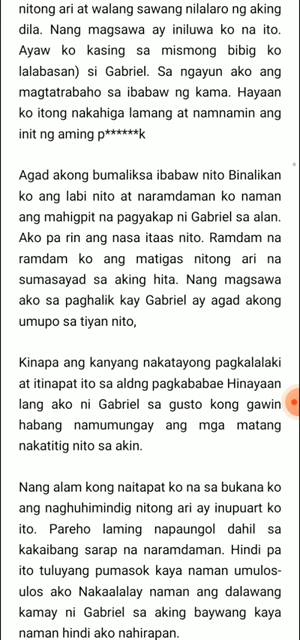 nitong ari at walang sawang nilalaro ng aking
dila. Nang magsawa ay iniluwa ko na ito.
Ayaw ko kasing sa mismong bibig ko
lalabasan) si Gabriel. Sa ngayun ako ang
magtatrabaho sa ibabaw ng kama. Hayaan
ko itong nakahiga lamang at namnamin ang
init ng aming p******k
Agad akong bumaliksa ibabaw nito Binalikan
ko ang labi nito at naramdaman ko naman
ang mahigpit na pagyakap ni Gabriel sa alan.
Ako pa rin ang nasa itaas nito. Ramdam na
ramdam ko ang matigas nitong ari na
sumasayad sa aking hita. Nang magsawa
ako sa paghalik kay Gabriel ay agad akong
umupo sa tiyan nito,
Kinapa ang kanyang nakatayong pagkalalaki
at itinapat ito sa aldng pagkababae Hinayaan
lang ako ni Gabriel sa gusto kong gawin
habang namumungay ang mga matang
nakatitig nito sa akin.
Nang alam kong naitapat ko na sa bukana ko
ang naghuhimindig nitong ari ay inupuart ko
ito. Pareho laming napaungol dahil sa
kakaibang sarap na naramdaman. Hindi pa
ito tuluyang pumasok kaya naman umulos-
ulos ako Nakaalalay naman ang dalawang
kamay ni Gabriel sa aking baywang kaya
naman hindi ako nahirapan.